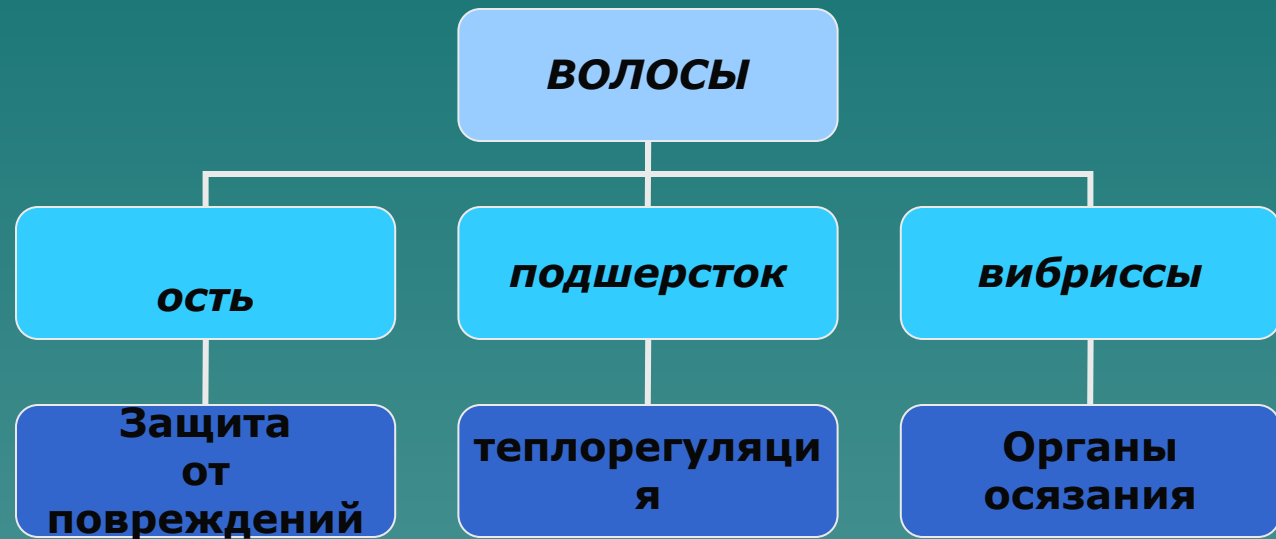 ВОЛОСЫ
ость
подшерсток
вибриссы
Защита
от
повреждений
теплорегуляци
я
Органы
осязания